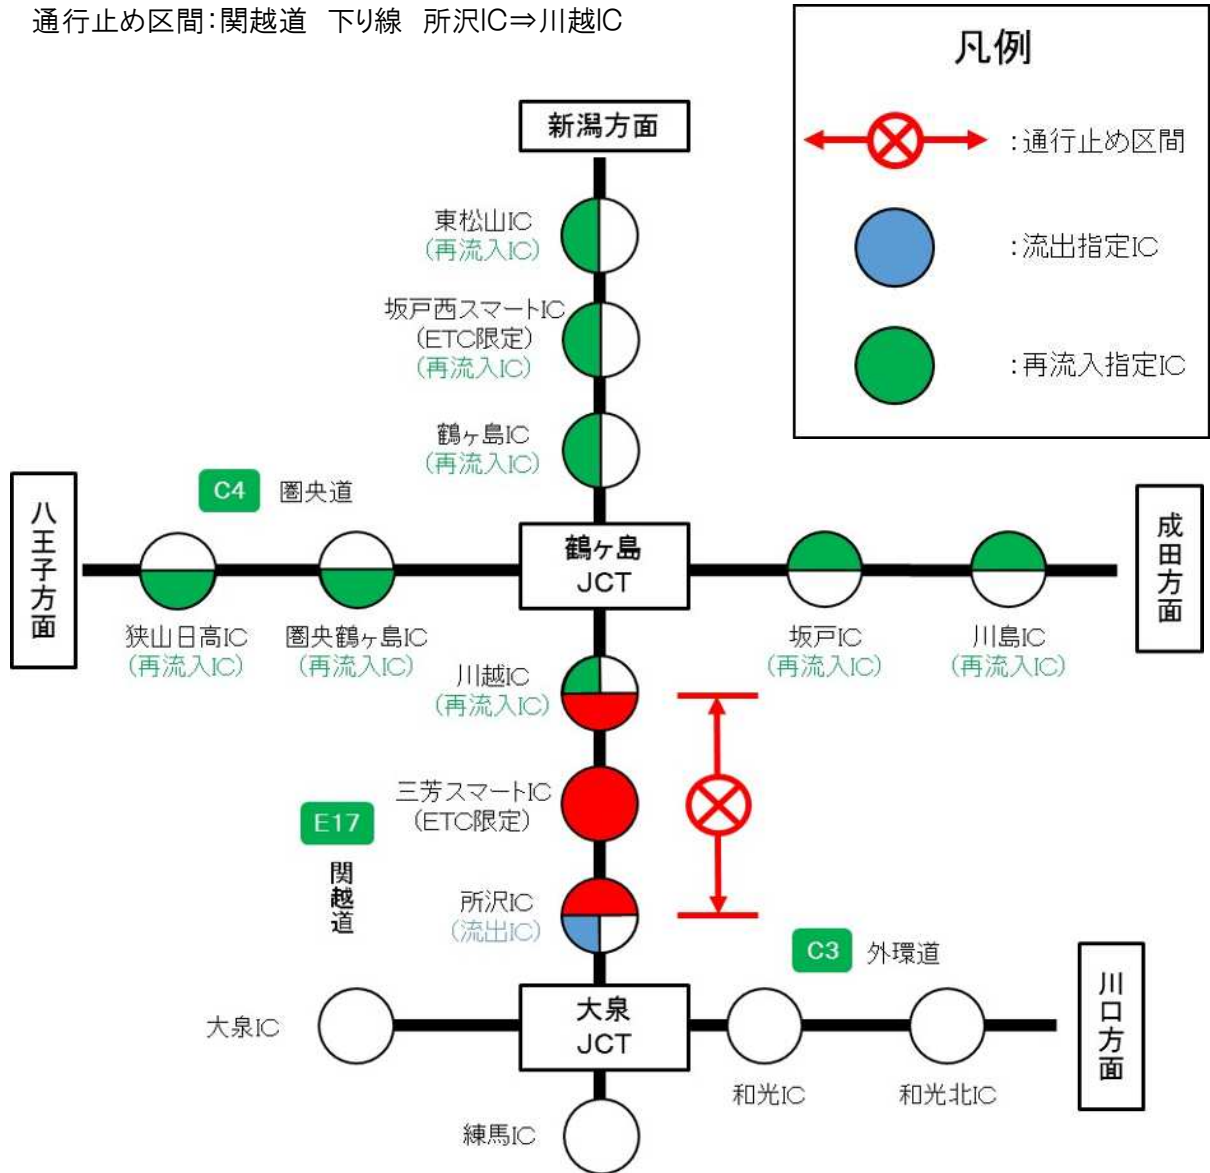 通行止め区間：関越道　下り線　所沢IC⇒川越IC
凡例
：通行止め区間
：流出指定IC
：再流入指定IC
新潟方面
東松山IC
(再流入IC)
坂戸西スマートIC
(ETC限定)
(再流入IC)
鶴ヶ島IC
(再流入IC)
C4 圏央道
八王子方面
鶴ヶ島
JCT
成田方面
狭山日高IC
(再流入IC)
圏央鶴ヶ島IC
(再流入IC)
坂戸IC
(再流入IC)
川島IC
(再流入IC)
川越IC
(再流入IC)
三芳スマートIC
(ETC限定)
E17
関越道
所沢IC
(流出IC)
C3 外環道
大泉IC
大泉
JCT
和光IC
和光北IC
川口方面
練馬IC